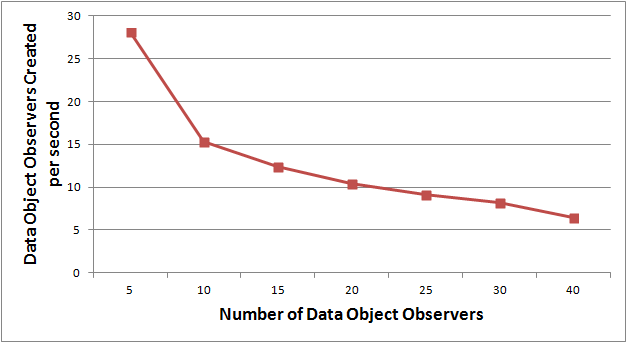 Data Object Observers Created
per second
30
25
20
15
10
5
0
5 10 15 20 25 30 40
Number of Data Object Observers